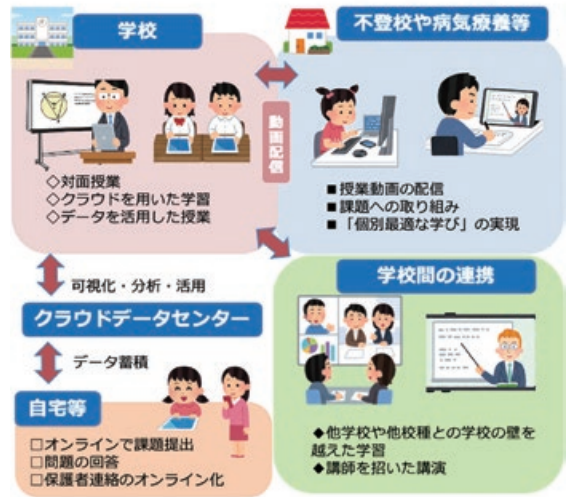 学校
◇対面授業
◇クラウドを用いた学習
◇データを活用した授業
動画配信
不登校や病気療養等
■授業動画の配信
■課題への取り組み
■「個別最適な学び」の実現
可視化・分析・活用
クラウドデータセンター
データ蓄積
自宅等
□オンラインで課題提出
□問題の回答
□保護者連絡のオンライン化
学校間の連携
◆他学校や他校種との学校の壁を
越えた学習
◆講師を招いた講演